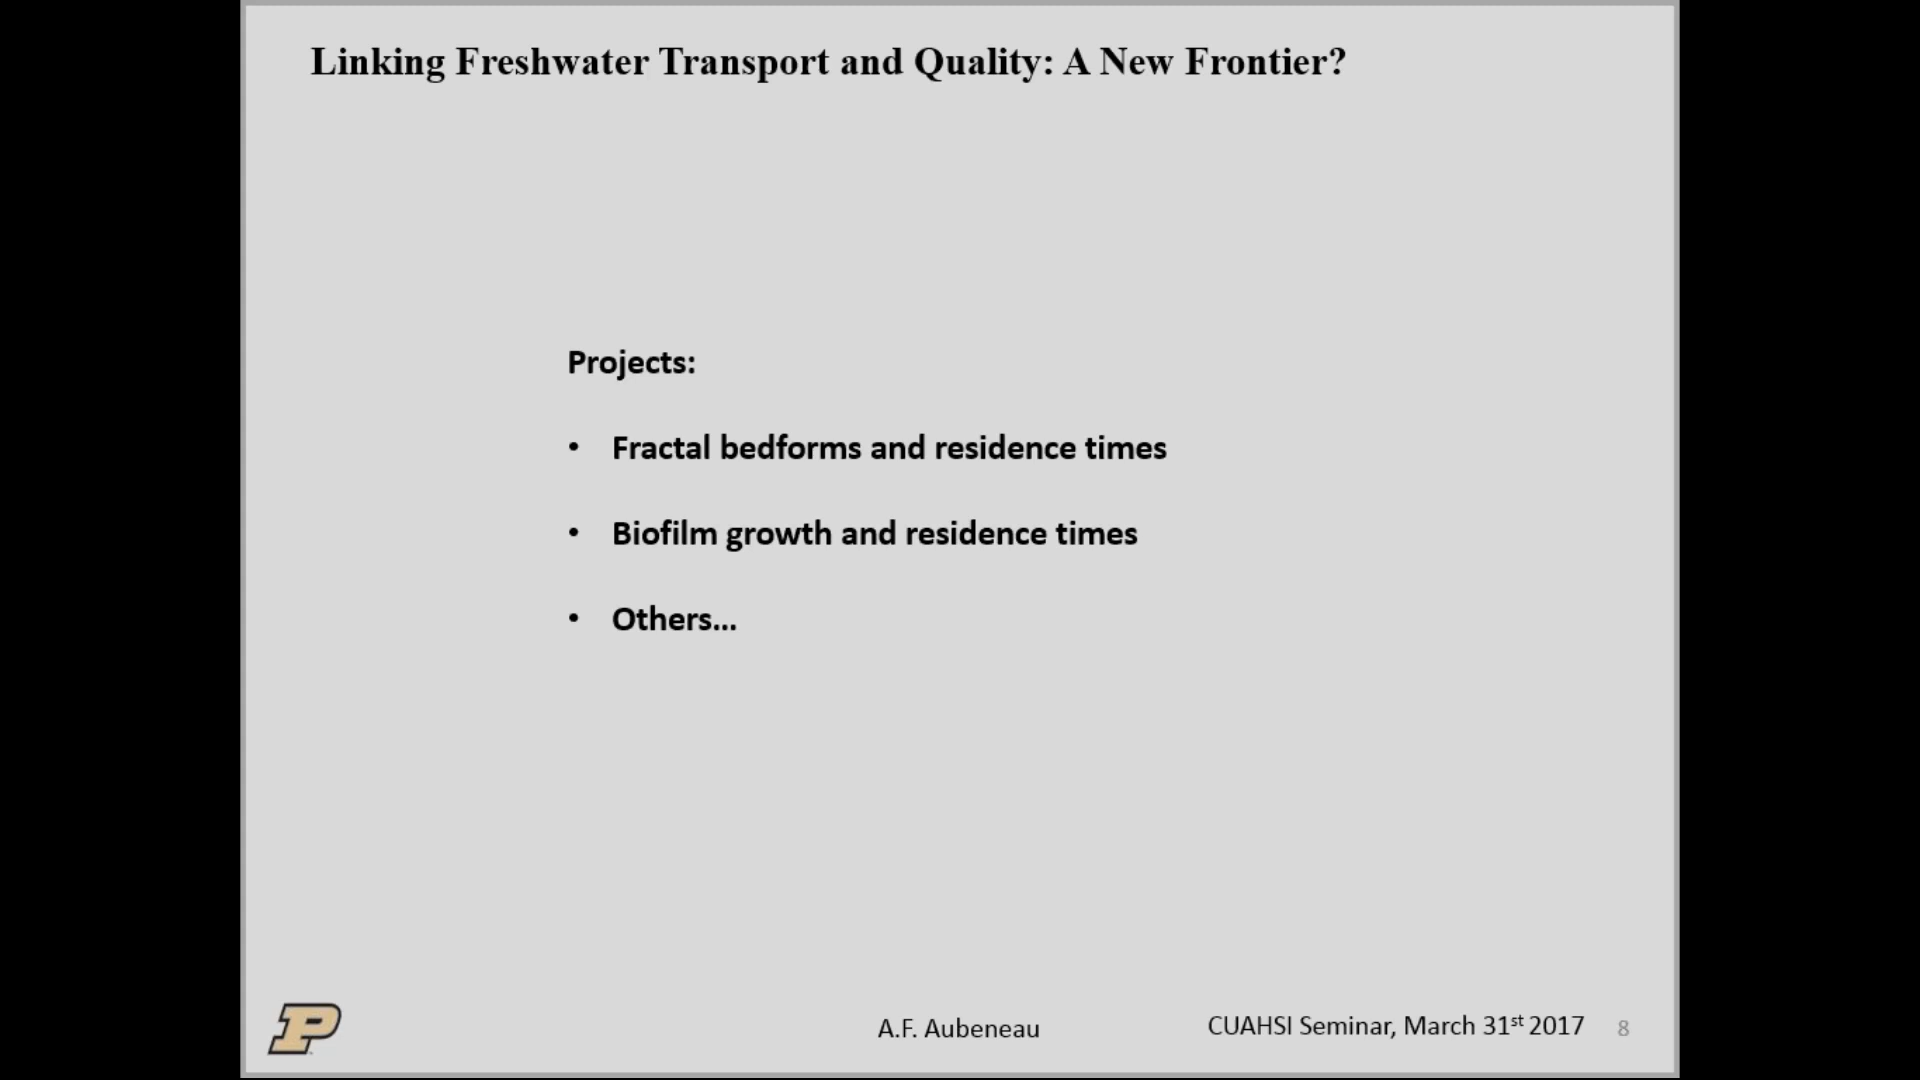 Linking Freshwater Transport and Quality: A New Frontier?
Projects:
• Fractal bedforms and residence times
• Biofilm growth and residence times
• Others...
P
A.F. Aubeneau
CUAHSI Seminar, March 31st 2017
8